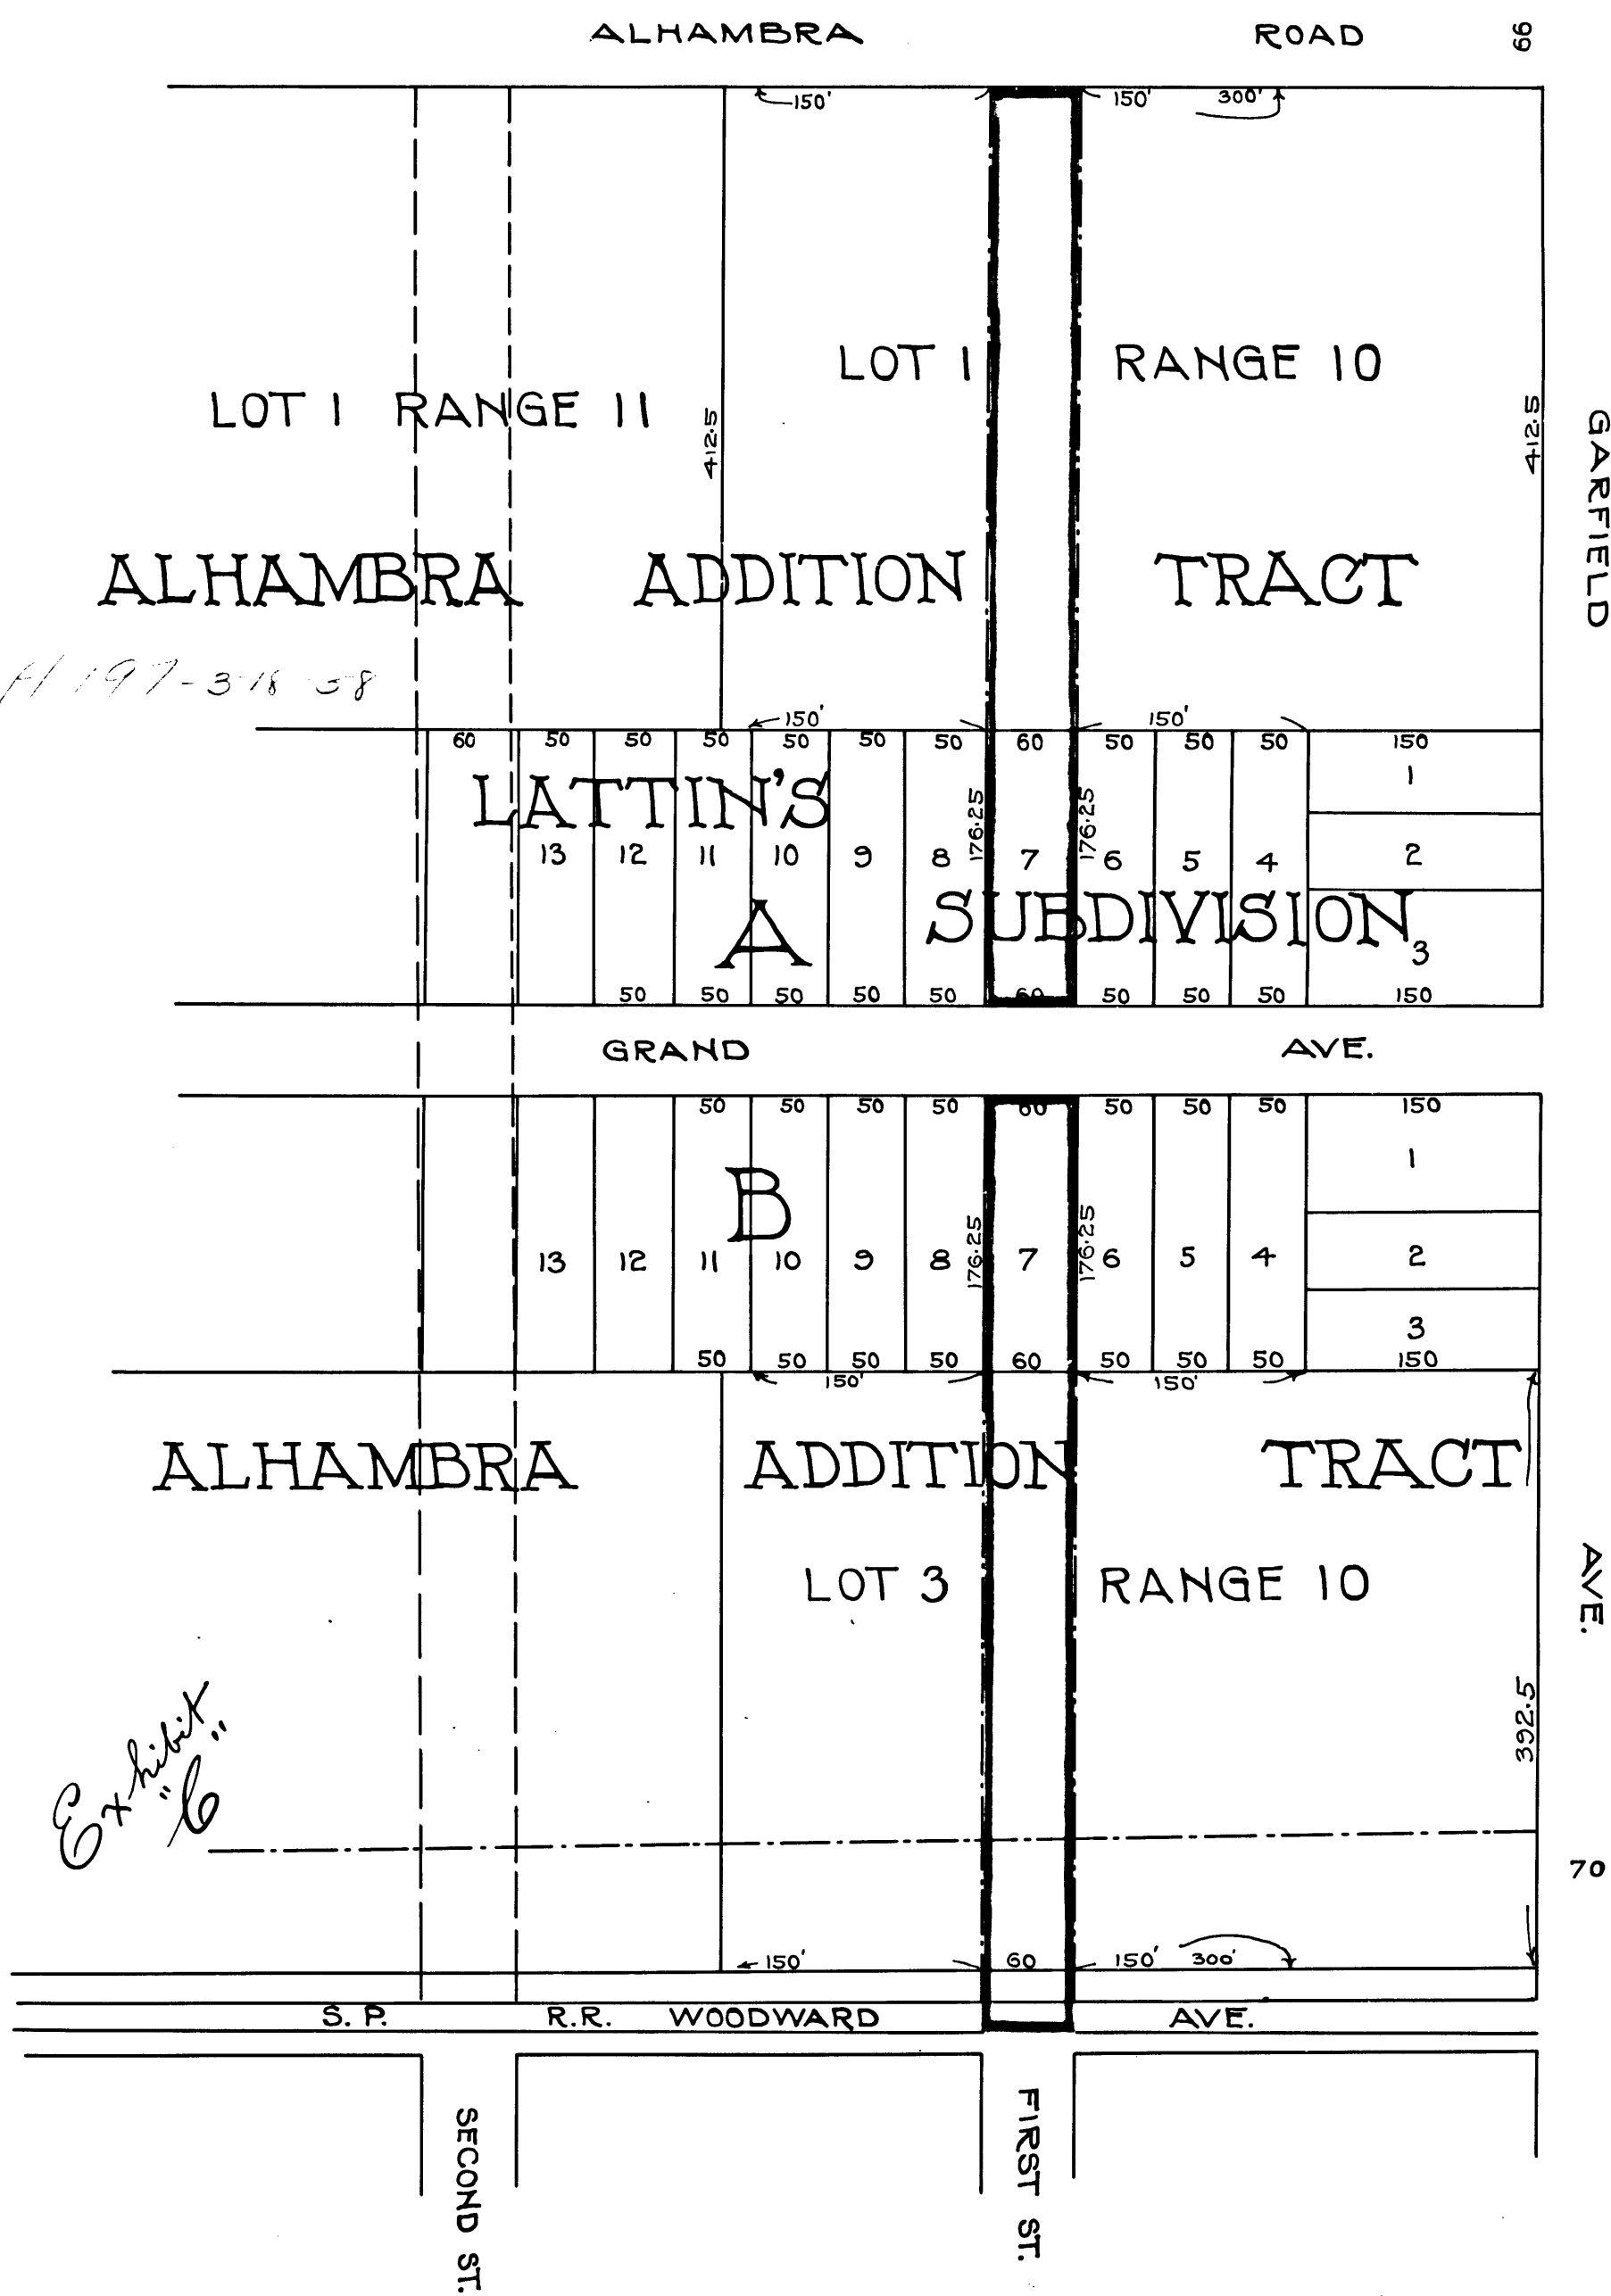 ALHAMBRA ROAD 66
150' 150' 300'
LOT 1 RANGE 10
LOT 1 RANGE 11
412.5 412.5
GARFIELD
ALHAMBRA ADDITION TRACT
150' 150'
60 50 50 50 50 50 50 60 50 50 50 150
LATTIN'S
1
176.25 176.25
13 12 11 10 9 8 7 6 5 4 2
A SUBDIVISION
3
50 50 50 50 50 60 50 50 50 150
GRAND AVE.
50 50 50 50 60 50 50 50 150
B
1
176.25 176.25
13 12 11 10 9 8 7 6 5 4 2
3
50 50 50 50 60 50 50 50 150
150' 150'
ALHAMBRA ADDITION TRACT
LOT 3 RANGE 10
AVE.
392.5
Exhibit
"C"
70
150' 60 150' 300'
S. P. R.R. WOODWARD AVE.
SECOND ST.
FIRST ST.